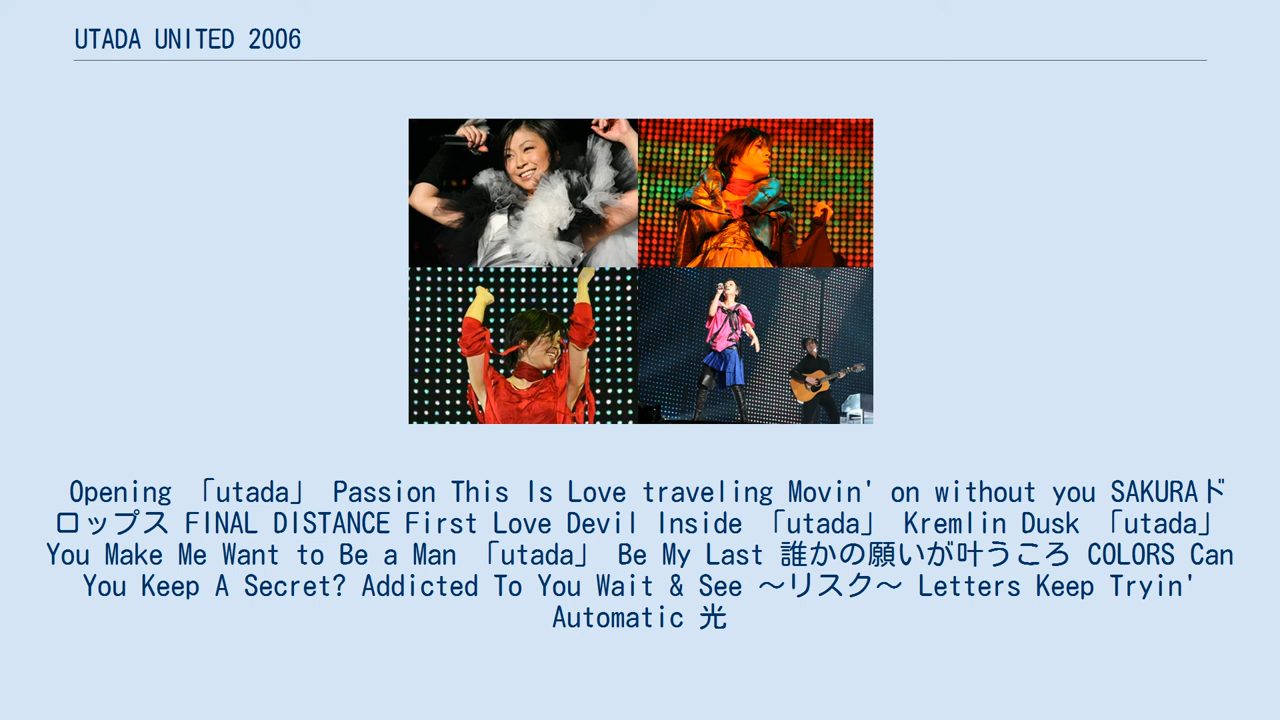 UTADA UNITED 2006
Opening 「utada」 Passion This Is Love traveling Movin' on without you SAKURAド
ロップス FINAL DISTANCE First Love Devil Inside 「utada」 Kremlin Dusk 「utada」
You Make Me Want to Be a Man 「utada」 Be My Last 誰かの願いが叶うころ COLORS Can
You Keep A Secret? Addicted To You Wait & See ～リスク～ Letters Keep Tryin'
Automatic 光